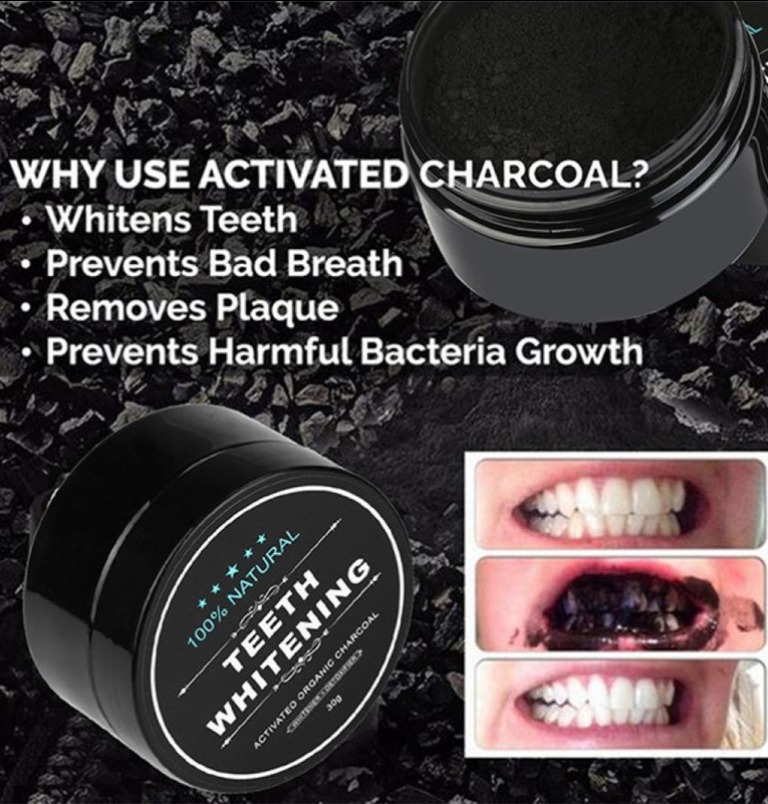 WHY USE ACTIVATED CHARCOAL?
• Whitens Teeth
• Prevents Bad Breath
• Removes Plaque
• Prevents Harmful Bacteria Growth
100% NATURAL
TEETH
WHITENING
ACTIVATED ORGANIC CHARCOAL
30g